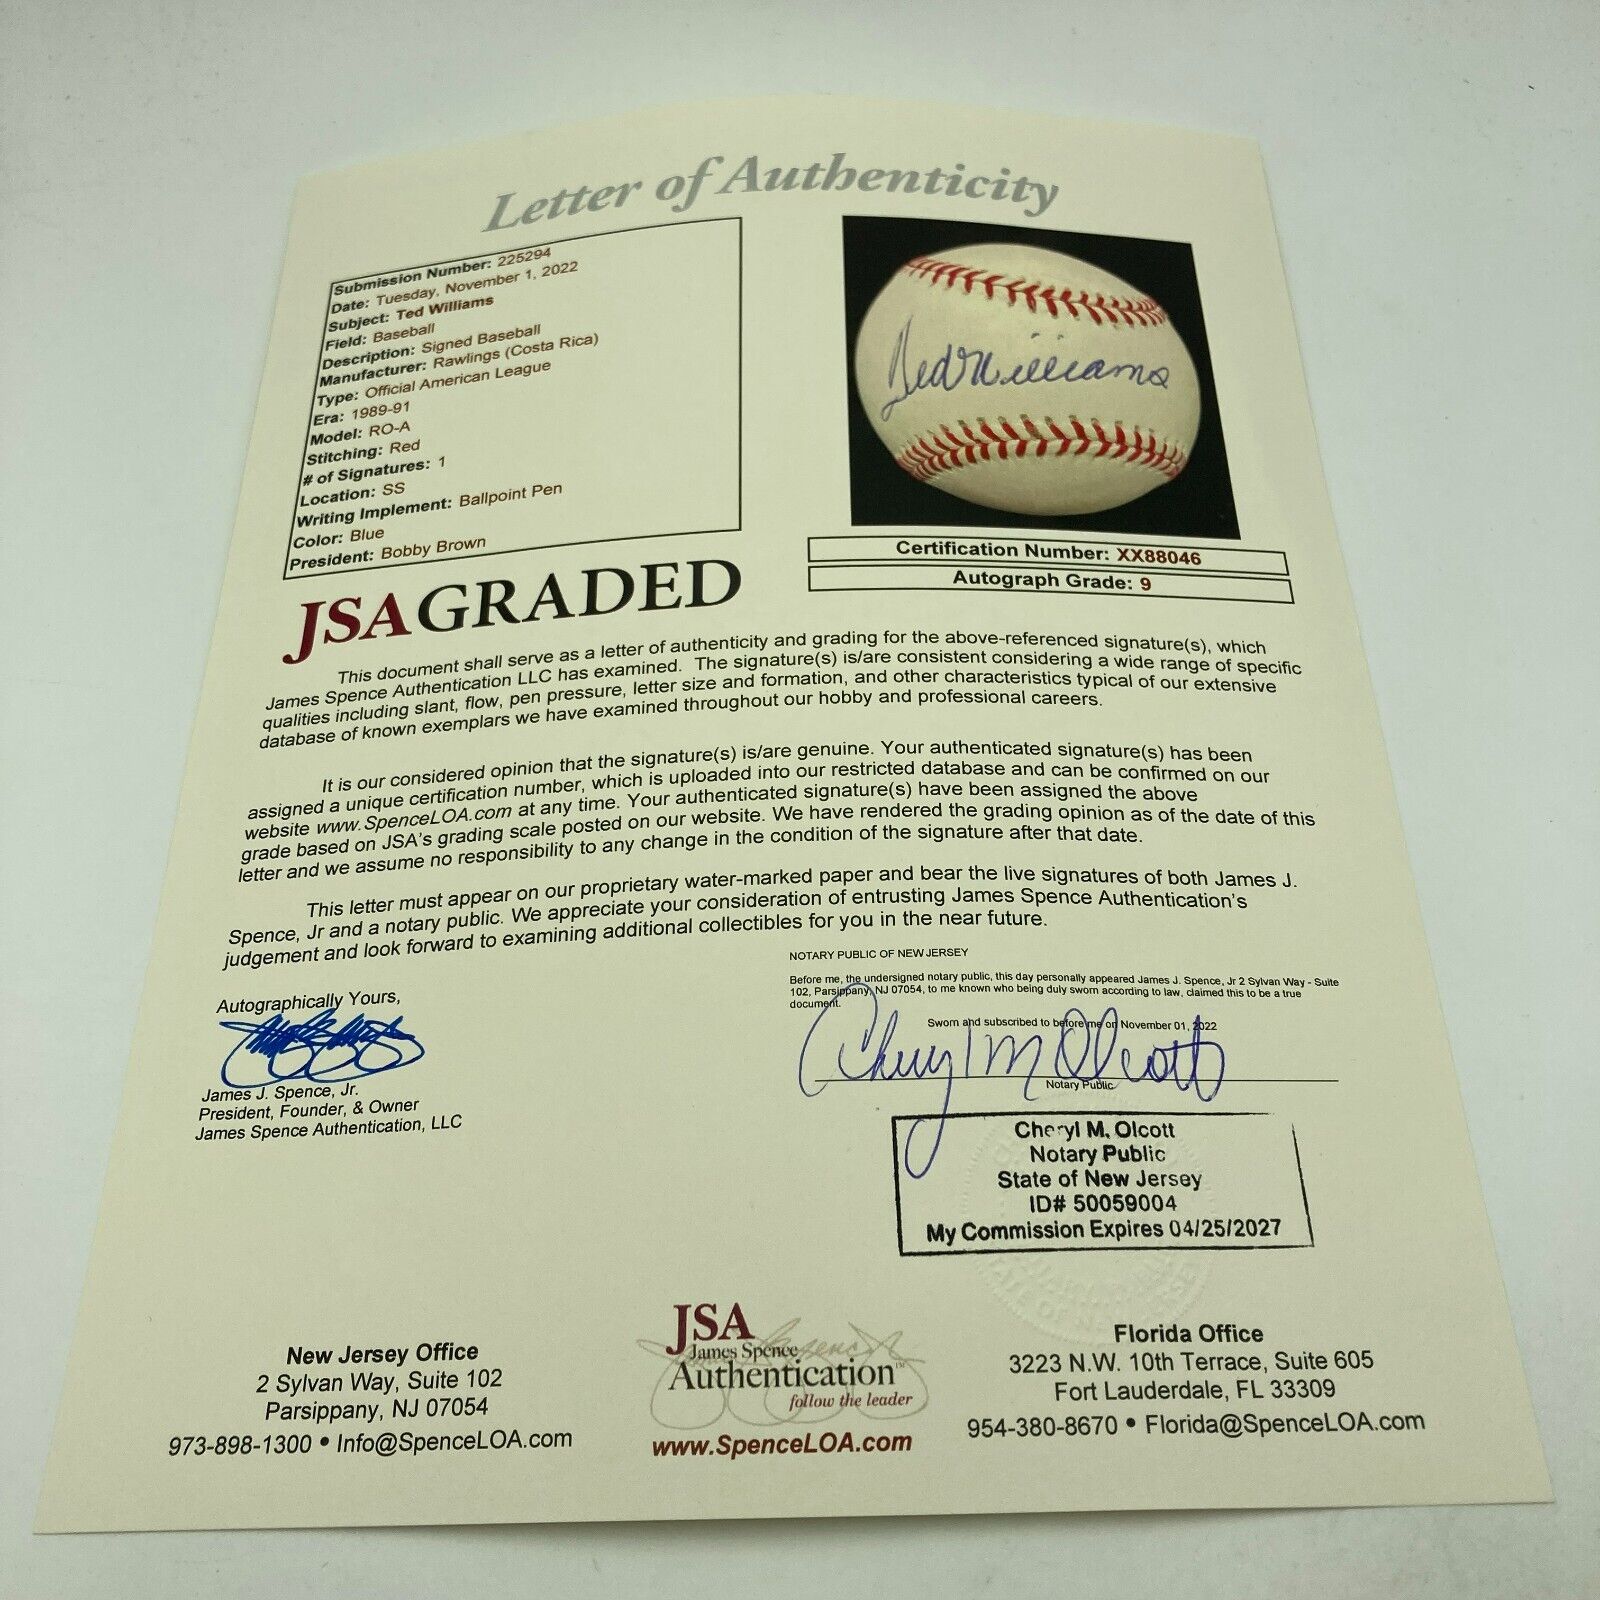 Letter of Authenticity
Submission Number: 225294
Date: Tuesday, November 1, 2022
Subject: Ted Williams
Field: Baseball
Description: Signed Baseball
Manufacturer: Rawlings (Costa Rica)
Type: Official American League
Era: 1989-91
Model: RO-A
Stitching: Red
# of Signatures: 1
Location: SS
Writing Implement: Ballpoint Pen
Color: Blue
President: Bobby Brown
Ted Williams
Certification Number: XX88046
Autograph Grade: 9
JSA GRADED
This document shall serve as a letter of authenticity and grading for the above-referenced signature(s), which
James Spence Authentication LLC has examined. The signature(s) is/are consistent considering a wide range of specific
qualities including slant, flow, pen pressure, letter size and formation, and other characteristics typical of our extensive
database of known exemplars we have examined throughout our hobby and professional careers.
It is our considered opinion that the signature(s) is/are genuine. Your authenticated signature(s) has been
assigned a unique certification number, which is uploaded into our restricted database and can be confirmed on our
website www.SpenceLOA.com at any time. Your authenticated signature(s) have been assigned the above
grade based on JSA's grading scale posted on our website. We have rendered the grading opinion as of the date of this
letter and we assume no responsibility to any change in the condition of the signature after that date.
This letter must appear on our proprietary water-marked paper and bear the live signatures of both James J.
Spence, Jr and a notary public. We appreciate your consideration of entrusting James Spence Authentication's
judgement and look forward to examining additional collectibles for you in the near future.
NOTARY PUBLIC OF NEW JERSEY
Before me, the undersigned notary public, this day personally appeared James J. Spence, Jr 2 Sylvan Way - Suite
102, Parsippany, NJ 07054, to me known who being duly sworn according to law, claimed this to be a true
document.
Sworn and subscribed to before me on November 01, 2022
Cheryl M Olcott
Notary Public
Autographically Yours,
James J. Spence, Jr.
President, Founder, & Owner
James Spence Authentication, LLC
Cheryl M. Olcott
Notary Public
State of New Jersey
ID# 50059004
My Commission Expires 04/25/2027
New Jersey Office
2 Sylvan Way, Suite 102
Parsippany, NJ 07054
973-898-1300 • Info@SpenceLOA.com
JSA
James Spence
Authentication™
follow the leader
www.SpenceLOA.com
Florida Office
3223 N.W. 10th Terrace, Suite 605
Fort Lauderdale, FL 33309
954-380-8670 • Florida@SpenceLOA.com